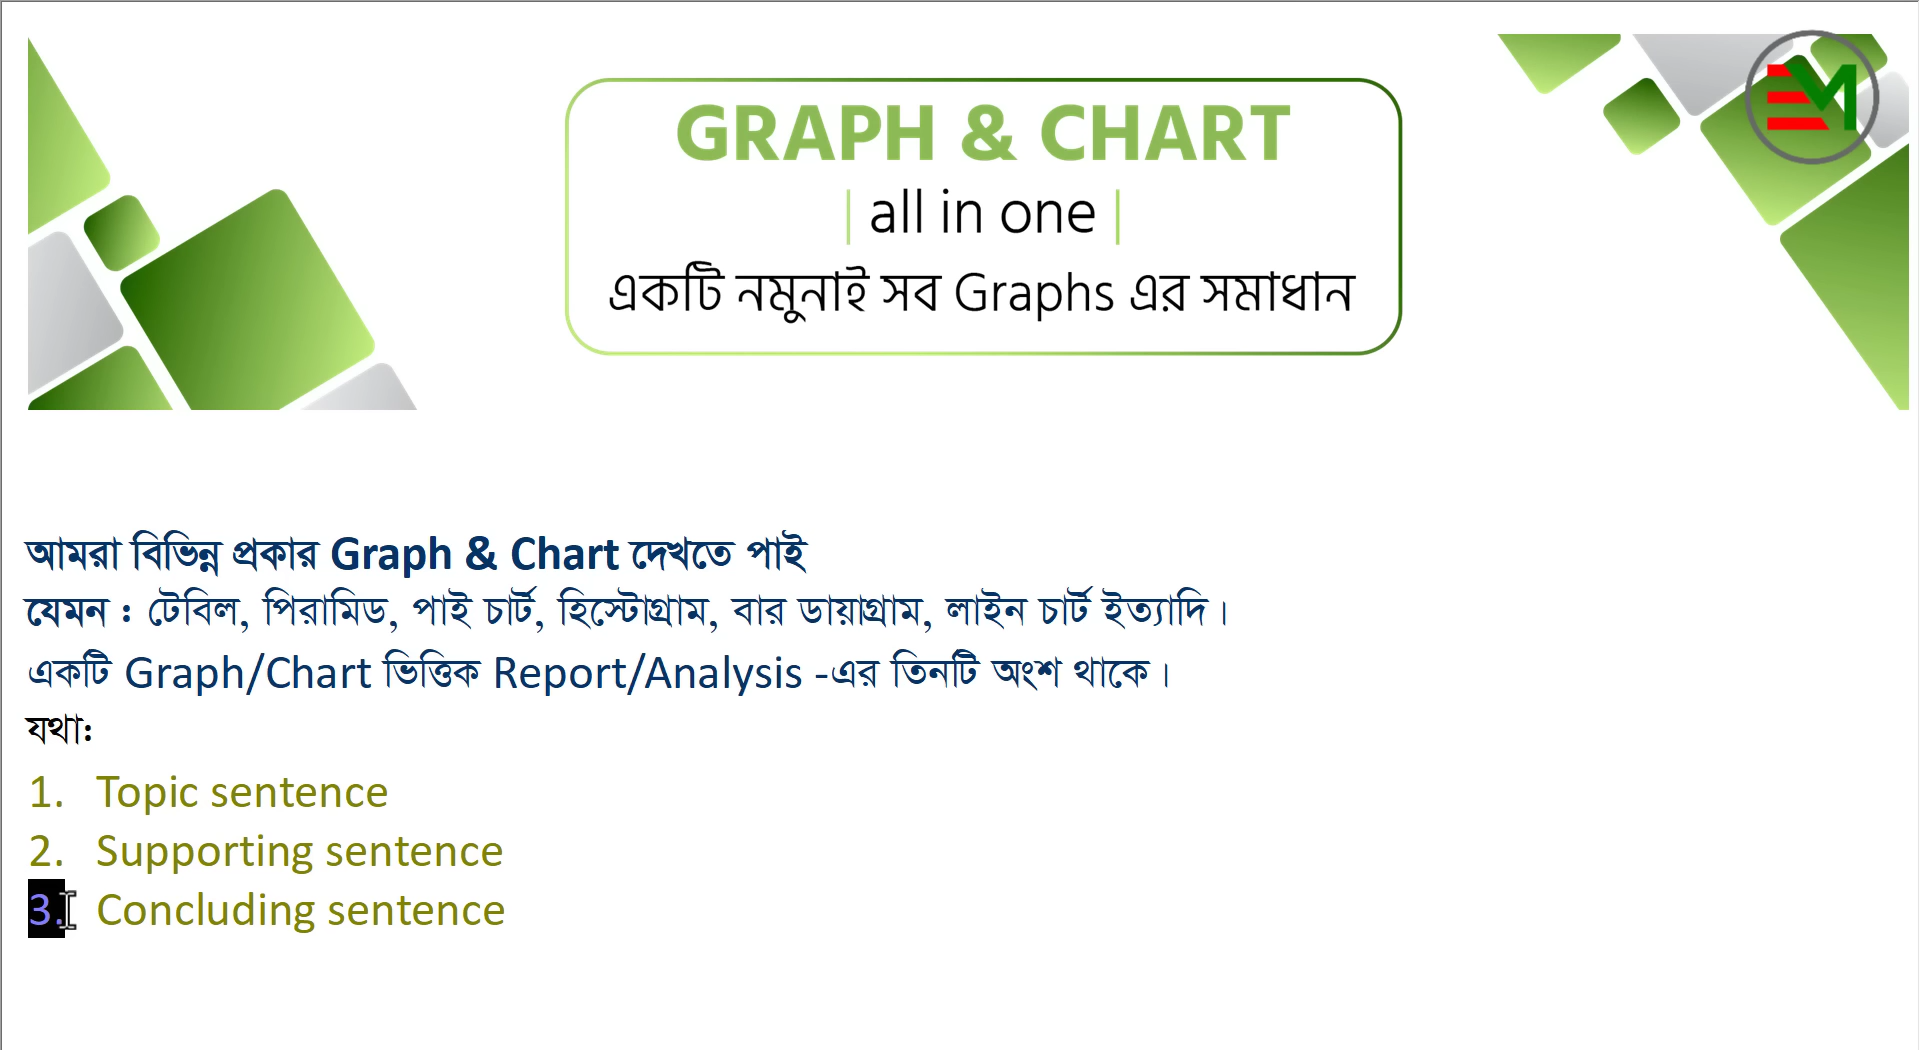 EM
GRAPH & CHART
| all in one |
একটি নমুনাই সব Graphs এর সমাধান
আমরা বিভিন্ন প্রকার Graph & Chart দেখতে পাই
যেমন : টেবিল, পিরামিড, পাই চার্ট, হিস্টোগ্রাম, বার ডায়াগ্রাম, লাইন চার্ট ইত্যাদি।
একটি Graph/Chart ভিত্তিক Report/Analysis -এর তিনটি অংশ থাকে।
যথা:
1. Topic sentence
2. Supporting sentence
3. Concluding sentence